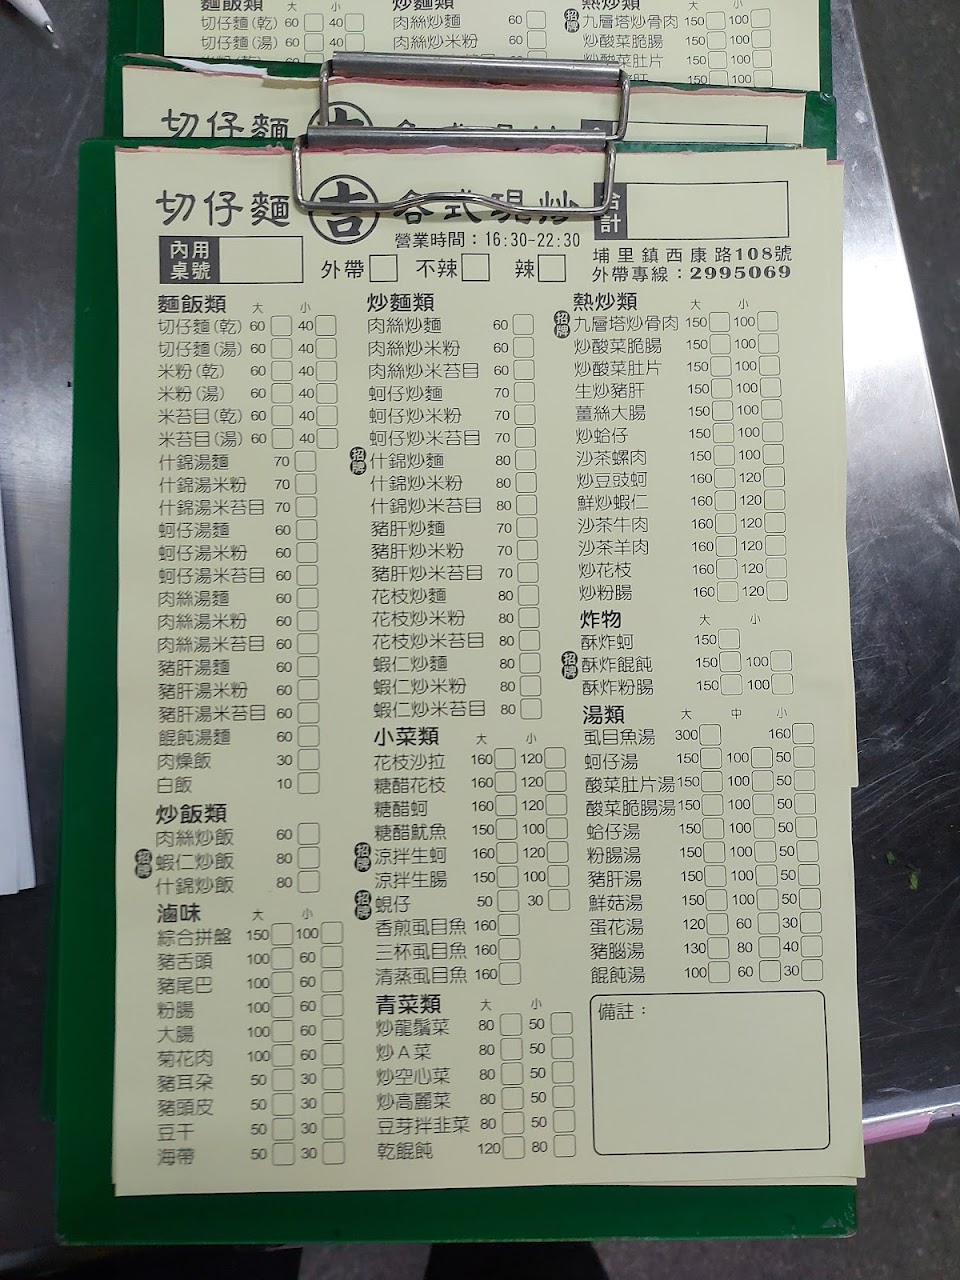 麵飯類 大 小
切仔麵(乾) 60 40
切仔麵(湯) 60 40
炒麵類
肉絲炒麵 60
肉絲炒米粉 60
熱炒類
招牌 九層塔炒骨肉 150 100
炒酸菜脆腸 150 100
炒酸菜肚片 150 100
150 100
切仔麵
切仔麵 吉 各式現炒
合計
營業時間：16:30-22:30
內用桌號
外帶 不辣 辣
埔里鎮西康路108號
外帶專線：2995069
麵飯類 大 小
切仔麵(乾) 60 40
切仔麵(湯) 60 40
米粉(乾) 60 40
米粉(湯) 60 40
米苔目(乾) 60 40
米苔目(湯) 60 40
什錦湯麵 70
什錦湯米粉 70
什錦湯米苔目 70
蚵仔湯麵 60
蚵仔湯米粉 60
蚵仔湯米苔目 60
肉絲湯麵 60
肉絲湯米粉 60
肉絲湯米苔目 60
豬肝湯麵 60
豬肝湯米粉 60
豬肝湯米苔目 60
餛飩湯麵 60
肉燥飯 30
白飯 10
炒飯類
肉絲炒飯 60
招牌 蝦仁炒飯 80
什錦炒飯 80
滷味 大 小
綜合拼盤 150 100
豬舌頭 100 60
豬尾巴 100 60
粉腸 100 60
大腸 100 60
菊花肉 100 60
豬耳朵 50 30
豬頭皮 50 30
豆干 50 30
海帶 50 30
炒麵類
肉絲炒麵 60
肉絲炒米粉 60
肉絲炒米苔目 60
蚵仔炒麵 70
蚵仔炒米粉 70
蚵仔炒米苔目 70
招牌 什錦炒麵 80
什錦炒米粉 80
什錦炒米苔目 80
豬肝炒麵 70
豬肝炒米粉 70
豬肝炒米苔目 70
花枝炒麵 80
花枝炒米粉 80
花枝炒米苔目 80
蝦仁炒麵 80
蝦仁炒米粉 80
蝦仁炒米苔目 80
小菜類 大 小
花枝沙拉 160 120
糖醋花枝 160 120
糖醋蚵 160 120
糖醋魷魚 150 100
招牌 涼拌生蚵 160 120
涼拌生腸 150 100
招牌 蜆仔 50 30
香煎虱目魚 160
三杯虱目魚 160
清蒸虱目魚 160
青菜類 大 小
炒龍鬚菜 80 50
炒A菜 80 50
炒空心菜 80 50
炒高麗菜 80 50
豆芽拌韭菜 80 50
乾餛飩 120 80
熱炒類 大 小
招牌 九層塔炒骨肉 150 100
炒酸菜脆腸 150 100
炒酸菜肚片 150 100
生炒豬肝 150 100
薑絲大腸 150 100
炒蛤仔 150 100
沙茶螺肉 150 100
炒豆豉蚵 160 120
鮮炒蝦仁 160 120
沙茶牛肉 160 120
沙茶羊肉 160 120
炒花枝 160 120
炒粉腸 160 120
炸物 大 小
酥炸蚵 150
招牌 酥炸餛飩 150 100
酥炸粉腸 150 100
湯類 大 中 小
虱目魚湯 300 160
蚵仔湯 150 100 50
酸菜肚片湯 150 100 50
酸菜脆腸湯 150 100 50
蛤仔湯 150 100 50
粉腸湯 150 100 50
豬肝湯 150 100 50
鮮菇湯 150 100 50
蛋花湯 120 60 30
豬腦湯 130 80 40
餛飩湯 100 60 30
備註：